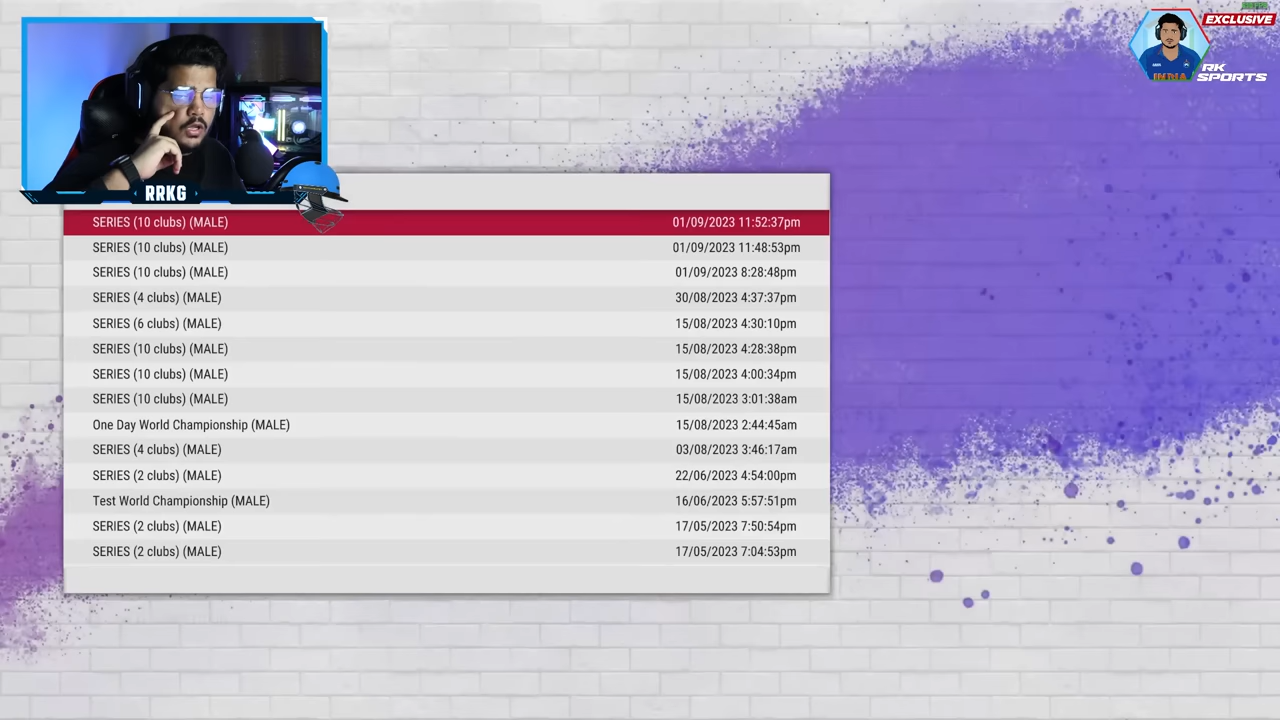 EXCLUSIVE
RK
SPORTS
INDIA
RRKG
SERIES (10 clubs) (MALE) 01/09/2023 11:52:37pm
SERIES (10 clubs) (MALE) 01/09/2023 11:48:53pm
SERIES (10 clubs) (MALE) 01/09/2023 8:28:48pm
SERIES (4 clubs) (MALE) 30/08/2023 4:37:37pm
SERIES (6 clubs) (MALE) 15/08/2023 4:30:10pm
SERIES (10 clubs) (MALE) 15/08/2023 4:28:38pm
SERIES (10 clubs) (MALE) 15/08/2023 4:00:34pm
SERIES (10 clubs) (MALE) 15/08/2023 3:01:38am
One Day World Championship (MALE) 15/08/2023 2:44:45am
SERIES (4 clubs) (MALE) 03/08/2023 3:46:17am
SERIES (2 clubs) (MALE) 22/06/2023 4:54:00pm
Test World Championship (MALE) 16/06/2023 5:57:51pm
SERIES (2 clubs) (MALE) 17/05/2023 7:50:54pm
SERIES (2 clubs) (MALE) 17/05/2023 7:04:53pm